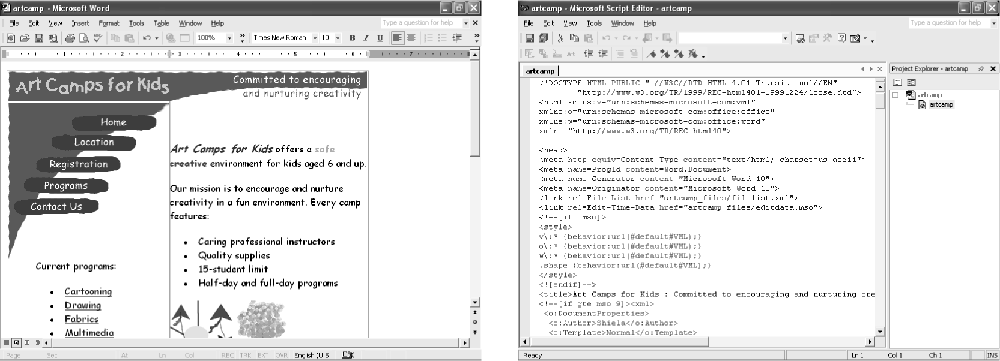 artcamp - Microsoft Word
File Edit View Insert Format Tools Table Window Help
Type a question for help
100%
Times New Roman
10
B I U
1 2 3 4 5 6 7 8
Art Camps for Kids
Committed to encouraging
and nurturing creativity
Home
Location
Registration
Programs
Contact Us
Current programs:
• Cartooning
• Drawing
• Fabrics
• Multimedia
Art Camps for Kids offers a safe
creative environment for kids aged 6 and up.
Our mission is to encourage and nurture
creativity in a fun environment. Every camp
features:
• Caring professional instructors
• Quality supplies
• 15-student limit
• Half-day and full-day programs
Page Sec At Ln Col REC TRK EXT OVR English (U.S
artcamp - Microsoft Script Editor - artcamp
File Edit View Tools Window Help
Type a question for help
artcamp
<!DOCTYPE HTML PUBLIC "-//W3C//DTD HTML 4.01 Transitional//EN"
"http://www.w3.org/TR/1999/REC-html401-19991224/loose.dtd">
<html xmlns:v="urn:schemas-microsoft-com:vml"
xmlns:o="urn:schemas-microsoft-com:office:office"
xmlns:w="urn:schemas-microsoft-com:office:word"
xmlns="http://www.w3.org/TR/REC-html40">
<head>
<meta http-equiv=Content-Type content="text/html; charset=us-ascii">
<meta name=ProgId content=Word.Document>
<meta name=Generator content="Microsoft Word 10">
<meta name=Originator content="Microsoft Word 10">
<link rel=File-List href="artcamp_files/filelist.xml">
<link rel=Edit-Time-Data href="artcamp_files/editdata.mso">
<!--[if !mso]>
<style>
v\:* {behavior:url(#default#VML);}
o\:* {behavior:url(#default#VML);}
w\:* {behavior:url(#default#VML);}
.shape {behavior:url(#default#VML);}
</style>
<![endif]-->
<title>Art Camps for Kids : Committed to encouraging and nurturing cre
<!--[if gte mso 9]><xml>
<o:DocumentProperties>
<o:Author>Shiela</o:Author>
<o:Template>Normal</o:Template>
Project Explorer - artcamp
artcamp
artcamp
Ready
Ln 1 Col 1 Ch 1 INS